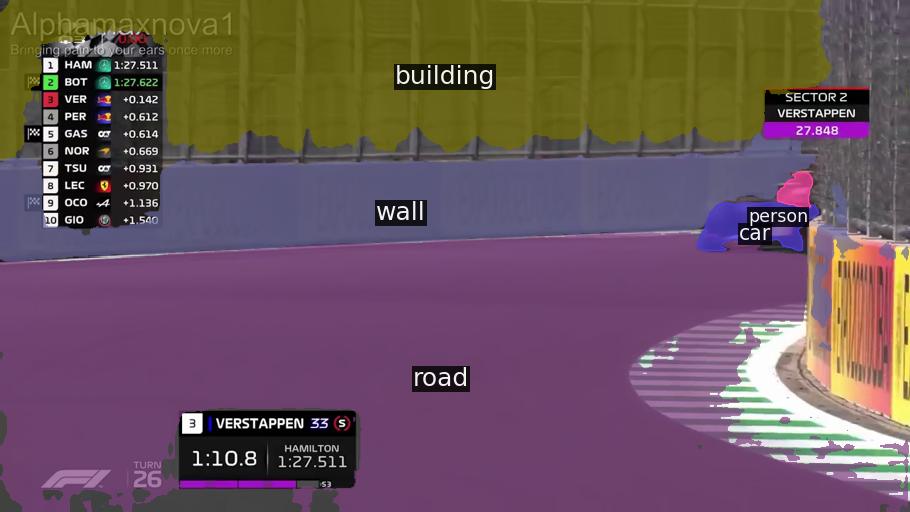 Alphamaxnova1
Bringing pain to your ears once more
1 HAM 1:27.511
2 BOT 1:27.622
3 VER +0.142
4 PER +0.612
5 GAS +0.614
6 NOR +0.669
7 TSU +0.931
8 LEC +0.970
9 OCO +1.136
10 GIO +1.540
building
SECTOR 2
VERSTAPPEN
27.848
wall
person
car
road
3 VERSTAPPEN 33 S
1:10.8
HAMILTON
1:27.511
S3
F1 TURN
26